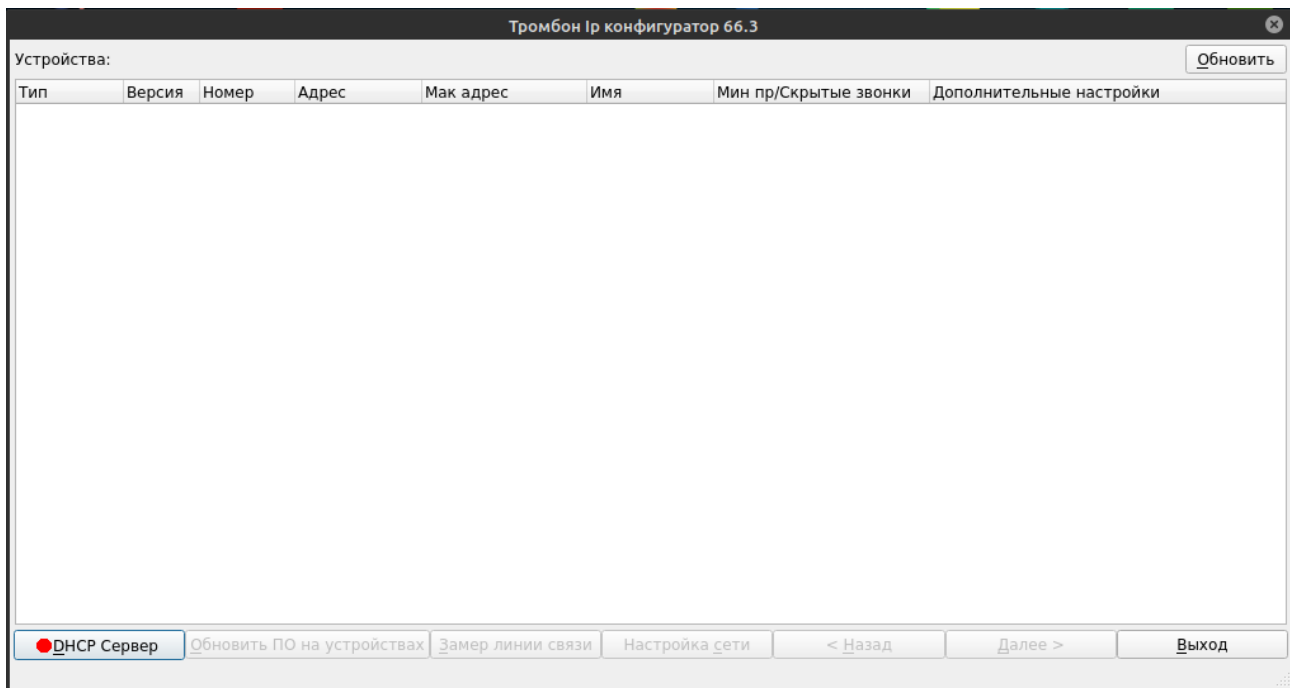 Тромбон Ip конфигуратор 66.3
Устройства: Обновить
Тип Версия Номер Адрес Мак адрес Имя Мин пр/Скрытые звонки Дополнительные настройки
DHCP Сервер Обновить ПО на устройствах Замер линии связи Настройка сети < Назад Далее > Выход